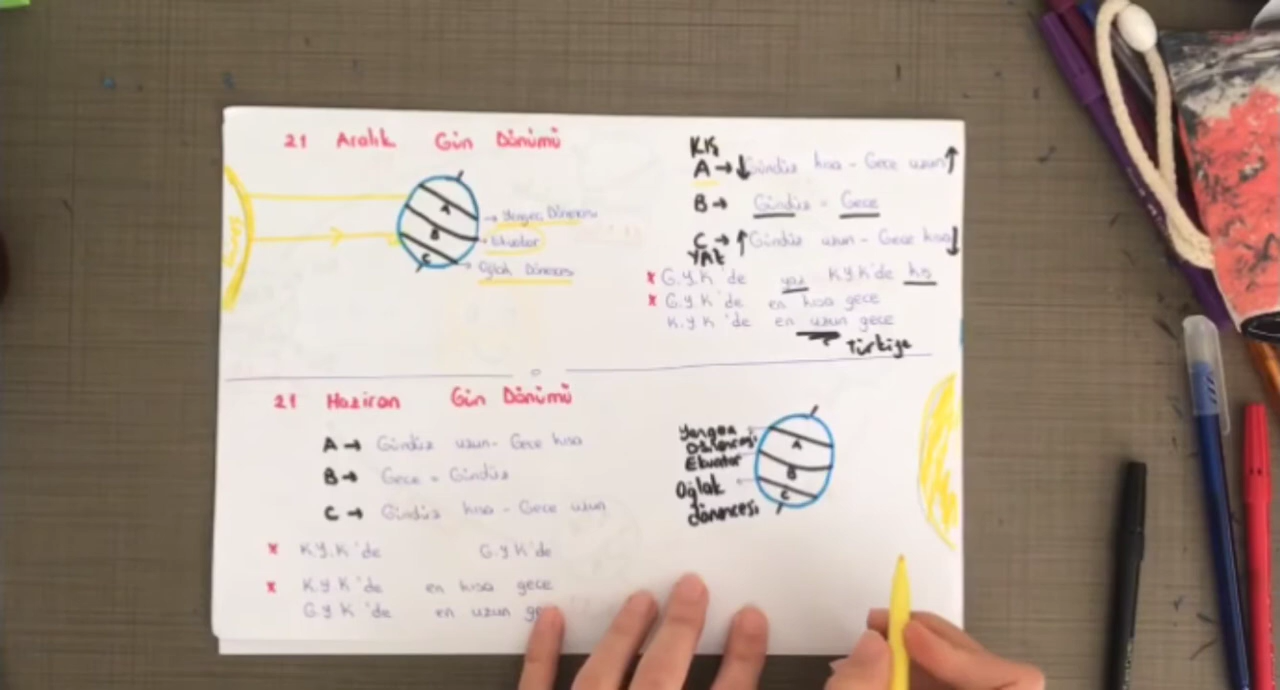 21 Aralık Gün Dönümü
Güneş
A
B
C
→ Yengeç Dönencesi
→ Ekvator
→ Oğlak Dönencesi
KIŞ
A → ↓ Gündüz kısa - Gece uzun ↑
B → Gündüz = Gece
C → ↑ Gündüz uzun - Gece kısa ↓
YAZ
x G.Y.K'de yaz K.Y.K'de kış
x G.Y.K'de en kısa gece
K.Y.K'de en uzun gece
Türkiye
21 Haziran Gün Dönümü
A → Gündüz uzun - Gece kısa
B → Gece = Gündüz
C → Gündüz kısa - Gece uzun
x K.Y.K'de G.Y.K'de
x K.Y.K'de en kısa gece
G.Y.K'de en uzun ge
Yengeç
Dönencesi
Ekvator
Oğlak
dönencesi
A
B
C